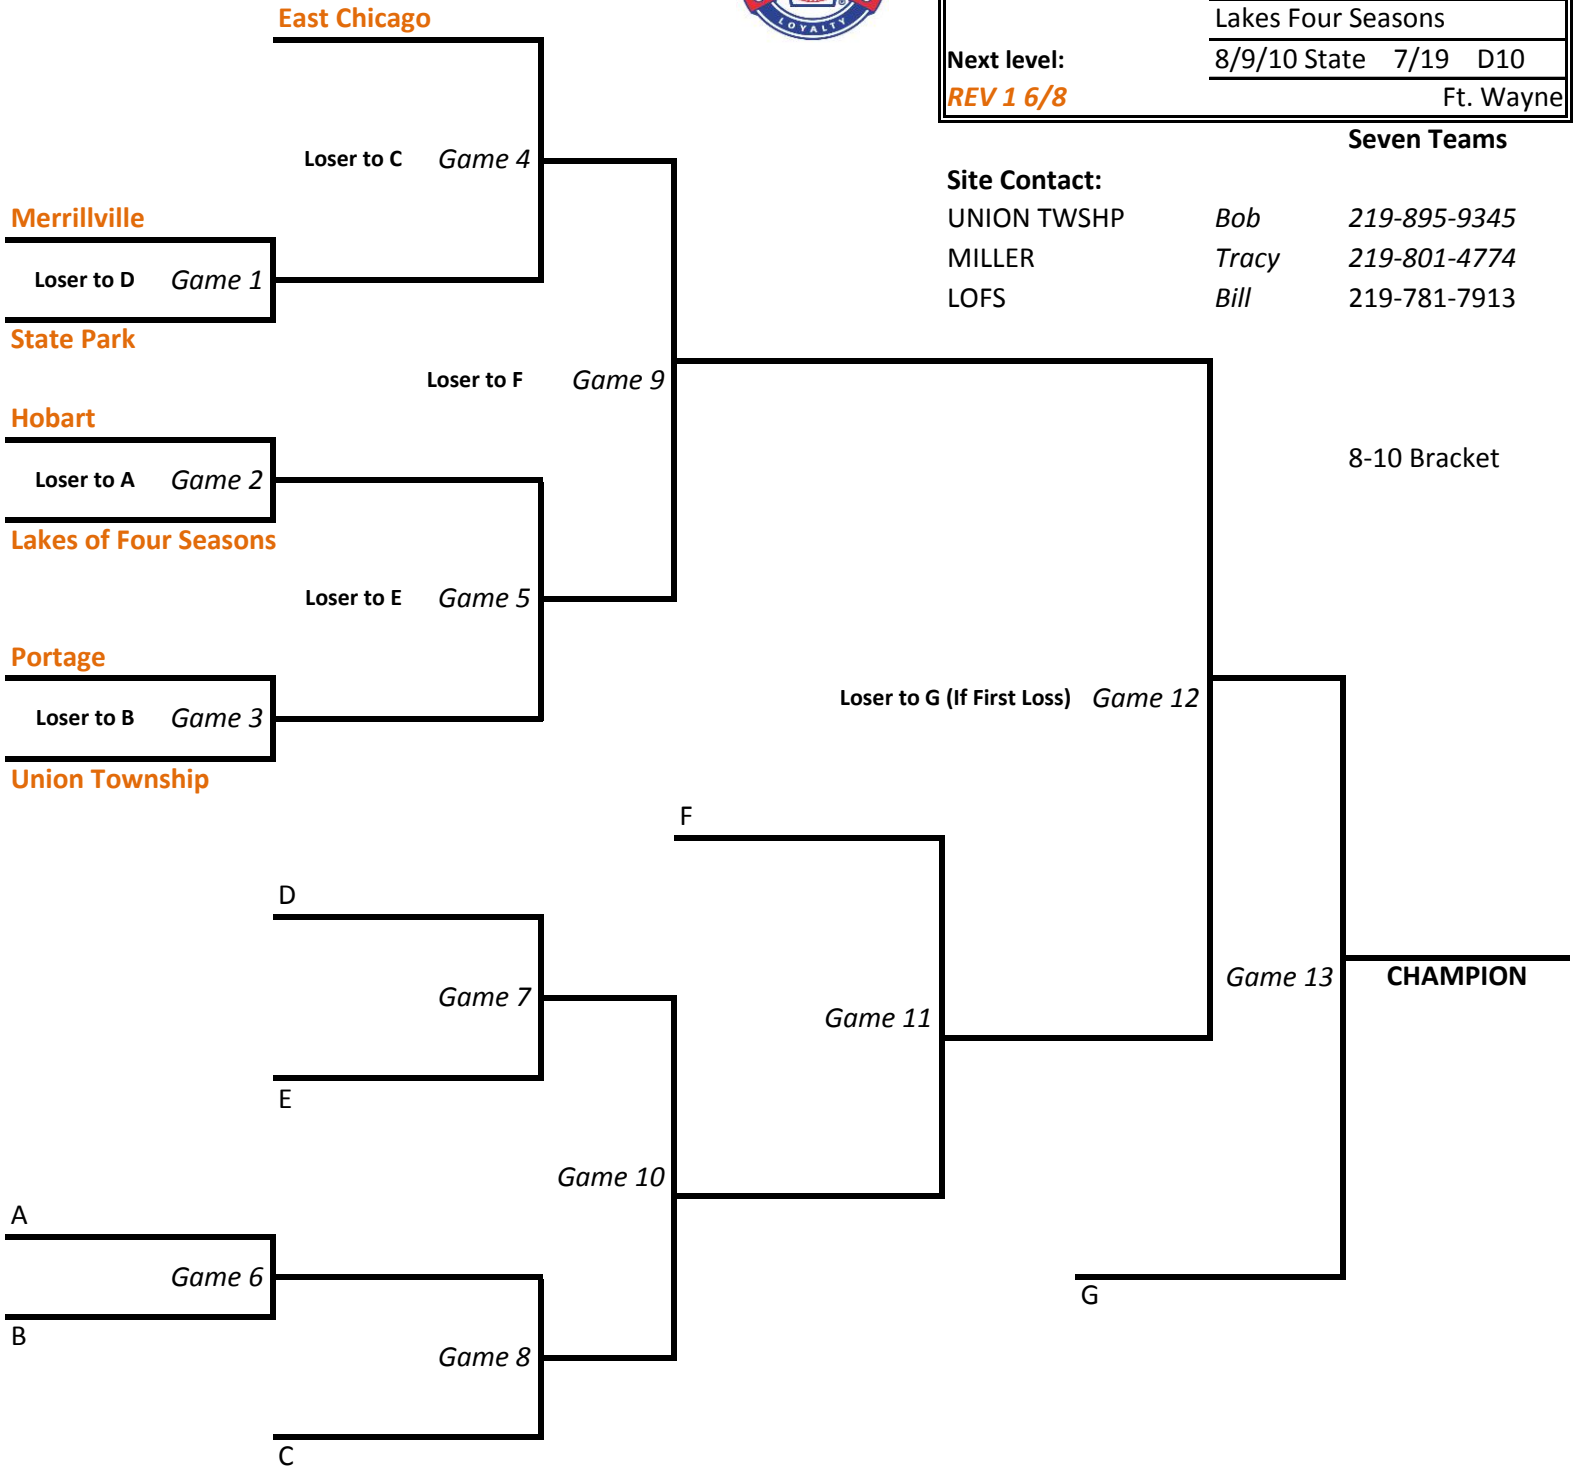 East Chicago
LOYALTY
Lakes Four Seasons
Next level: 8/9/10 State 7/19 D10
REV 1 6/8 Ft. Wayne
Seven Teams
Loser to C Game 4
Site Contact:
Merrillville
UNION TWSHP Bob 219-895-9345
MILLER Tracy 219-801-4774
Loser to D Game 1
LOFS Bill 219-781-7913
State Park
Loser to F Game 9
Hobart
8-10 Bracket
Loser to A Game 2
Lakes of Four Seasons
Loser to E Game 5
Portage
Loser to G (If First Loss) Game 12
Loser to B Game 3
Union Township
F
D
Game 13 CHAMPION
Game 7
Game 11
E
Game 10
A
Game 6
G
B
Game 8
C